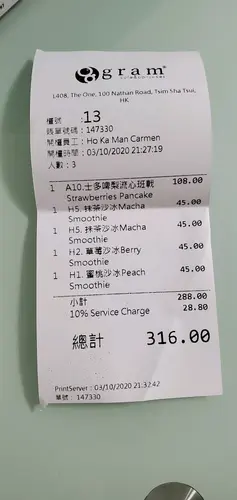 gram®
CAFE & PANCAKES
L408, The One, 100 Nathan Road, Tsim Sha Tsui,
HK
檯號 : 13
賬單號碼 : 147330
開檯員工 : Ho Ka Man Carmen
開檯時間 : 03/10/2020 21:27:19
人數 : 3
1 A10.士多啤梨流心班戟 108.00
Strawberries Pancake
1 H5. 抹茶沙冰Macha 45.00
Smoothie
1 H5. 抹茶沙冰Macha 45.00
Smoothie
1 H2. 草莓沙冰Berry 45.00
Smoothie
1 H1. 蜜桃沙冰Peach 45.00
Smoothie
小計 288.00
10% Service Charge 28.80
總計 316.00
PrintServer : 03/10/2020 21:32:42
單號 : 147330